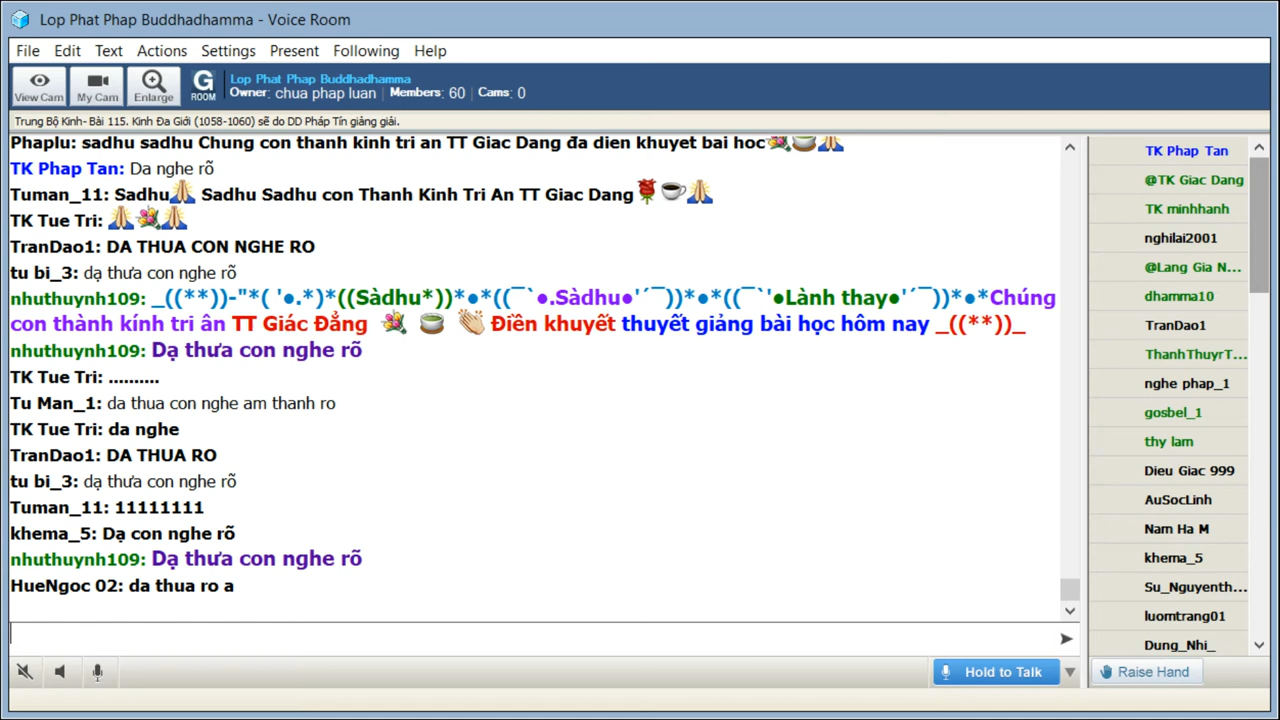 Lop Phat Phap Buddhadhamma - Voice Room
File Edit Text Actions Settings Present Following Help
View Cam My Cam Enlarge G ROOM
Lop Phat Phap Buddhadhamma
Owner: chua phap luan Members: 60 Cams: 0
Trung Bộ Kinh- Bài 115. Kinh Đa Giới (1058-1060) sẽ do DD Pháp Tín giảng giải.
Phaplu: sadhu sadhu Chung con thanh kinh tri an TT Giac Dang đa dien khuyet bai hoc💐🍵🙏
TK Phap Tan: Da nghe rõ
Tuman_11: Sadhu🙏 Sadhu Sadhu con Thanh Kinh Tri An TT Giac Dang🌹☕🙏
TK Tue Tri: 🙏💐🙏
TranDao1: DA THUA CON NGHE RO
tu bi_3: dạ thưa con nghe rõ
nhuthuynh109: _((**))-"*( '●.*)*((Sàdhu*))*●*((¯`●.Sàdhu●'´¯))*●*((¯`'●Lành thay●'´¯))*●*Chúng
con thành kính tri ân TT Giác Đẳng 💐 🍵 👏 Điền khuyết thuyết giảng bài học hôm nay _((**))_
nhuthuynh109: Dạ thưa con nghe rõ
TK Tue Tri: ..........
Tu Man_1: da thua con nghe am thanh ro
TK Tue Tri: da nghe
TranDao1: DA THUA RO
tu bi_3: dạ thưa con nghe rõ
Tuman_11: 11111111
khema_5: Dạ con nghe rõ
nhuthuynh109: Dạ thưa con nghe rõ
HueNgoc 02: da thua ro a
TK Phap Tan
@TK Giac Dang
TK minhhanh
nghilai2001
@Lang Gia N...
dhamma10
TranDao1
ThanhThuyrT...
nghe phap_1
gosbel_1
thy lam
Dieu Giac 999
AuSocLinh
Nam Ha M
khema_5
Su_Nguyenth...
luomtrang01
Dung_Nhi_
Hold to Talk
Raise Hand